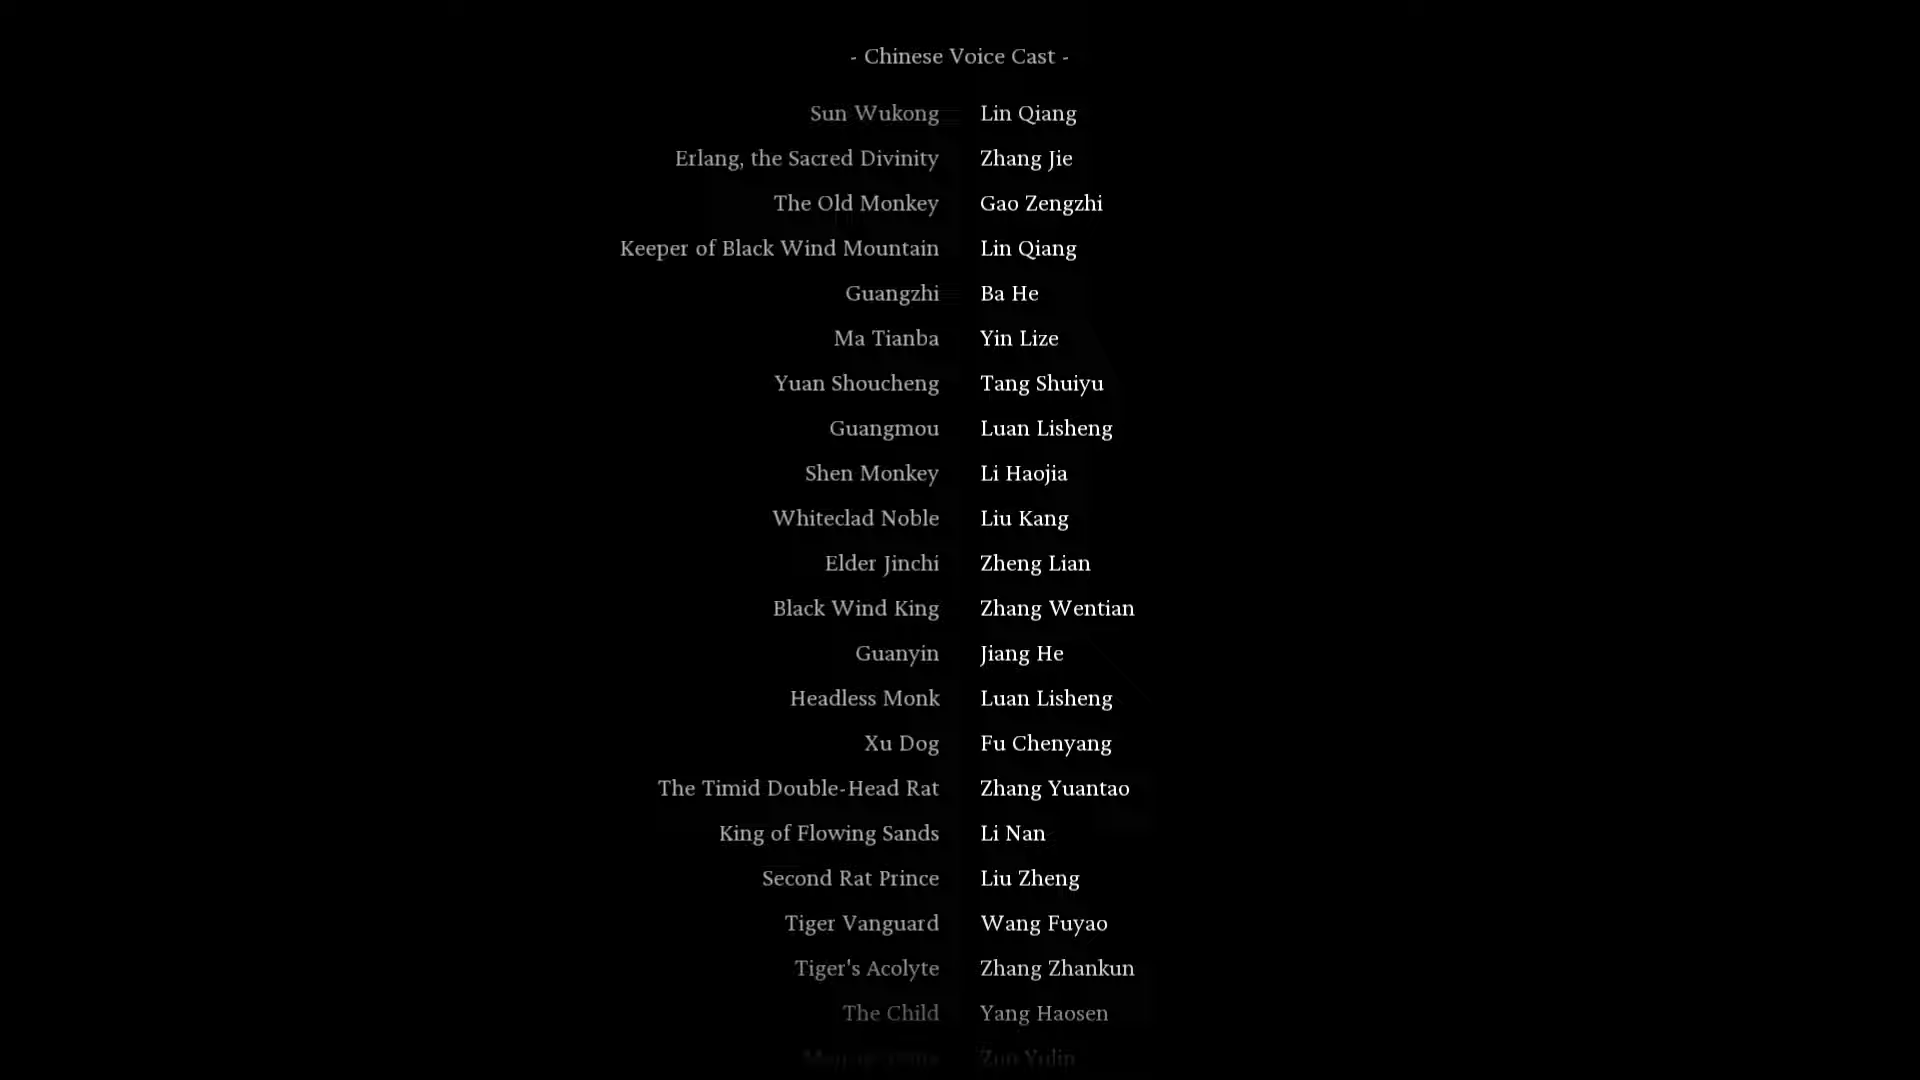 - Chinese Voice Cast -
Sun Wukong Lin Qiang
Erlang, the Sacred Divinity Zhang Jie
The Old Monkey Gao Zengzhi
Keeper of Black Wind Mountain Lin Qiang
Guangzhi Ba He
Ma Tianba Yin Lize
Yuan Shoucheng Tang Shuiyu
Guangmou Luan Lisheng
Shen Monkey Li Haojia
Whiteclad Noble Liu Kang
Elder Jinchi Zheng Lian
Black Wind King Zhang Wentian
Guanyin Jiang He
Headless Monk Luan Lisheng
Xu Dog Fu Chenyang
The Timid Double-Head Rat Zhang Yuantao
King of Flowing Sands Li Nan
Second Rat Prince Liu Zheng
Tiger Vanguard Wang Fuyao
Tiger's Acolyte Zhang Zhankun
The Child Yang Haosen
Zuo Yulin